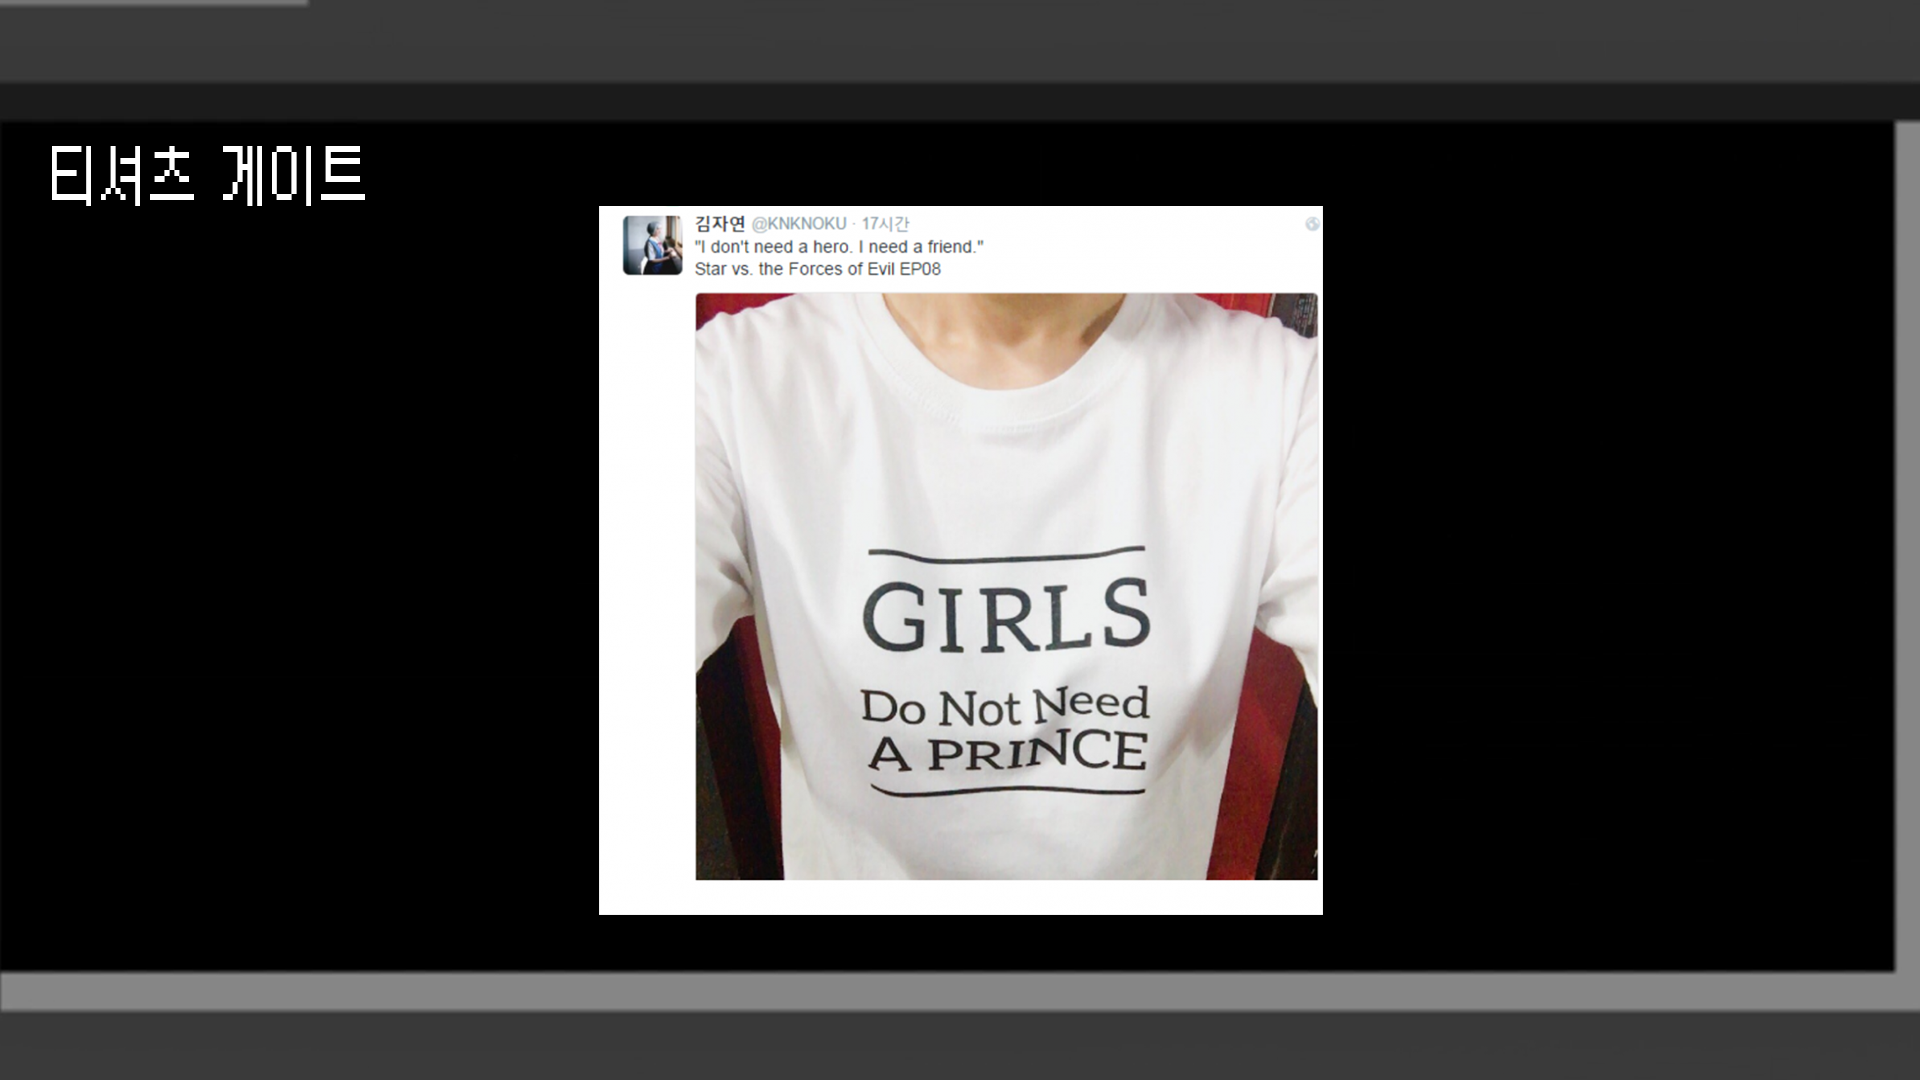 티셔츠 게이트
김자연 @KNKNOKU · 17시간
"I don't need a hero. I need a friend."
Star vs. the Forces of Evil EP08
GIRLS
Do Not Need
A PRINCE